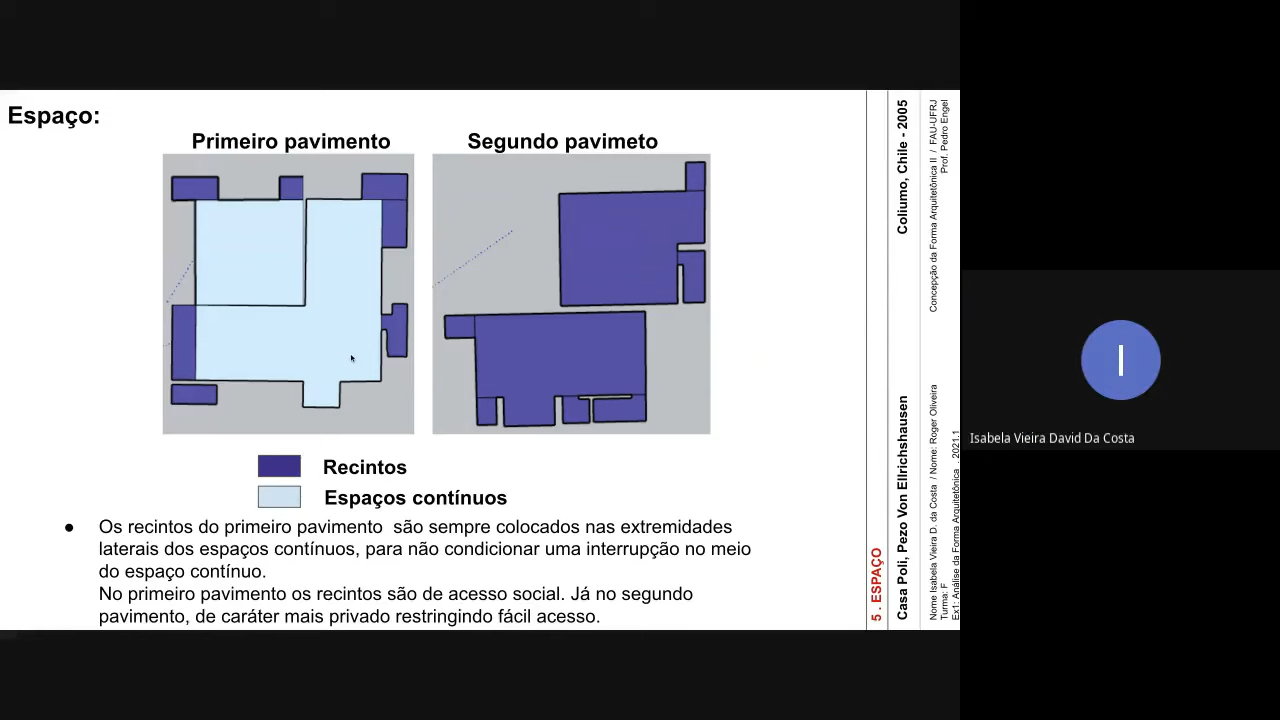 Espaço:
Primeiro pavimento
Segundo pavimeto
Recintos
Espaços contínuos
● Os recintos do primeiro pavimento são sempre colocados nas extremidades
laterais dos espaços contínuos, para não condicionar uma interrupção no meio
do espaço contínuo.
No primeiro pavimento os recintos são de acesso social. Já no segundo
pavimento, de caráter mais privado restringindo fácil acesso.
5 . ESPAÇO
Casa Poli, Pezo Von Ellrichshausen
Coliumo, Chile - 2005
Nome Isabela Vieira D. da Costa / Nome: Roger Oliveira
Turma: F
Ex1: Análise da Forma Arquitetônica . 2021.1
Concepção da Forma Arquitetônica II / FAU-UFRJ
Prof. Pedro Engel
I
Isabela Vieira David Da Costa